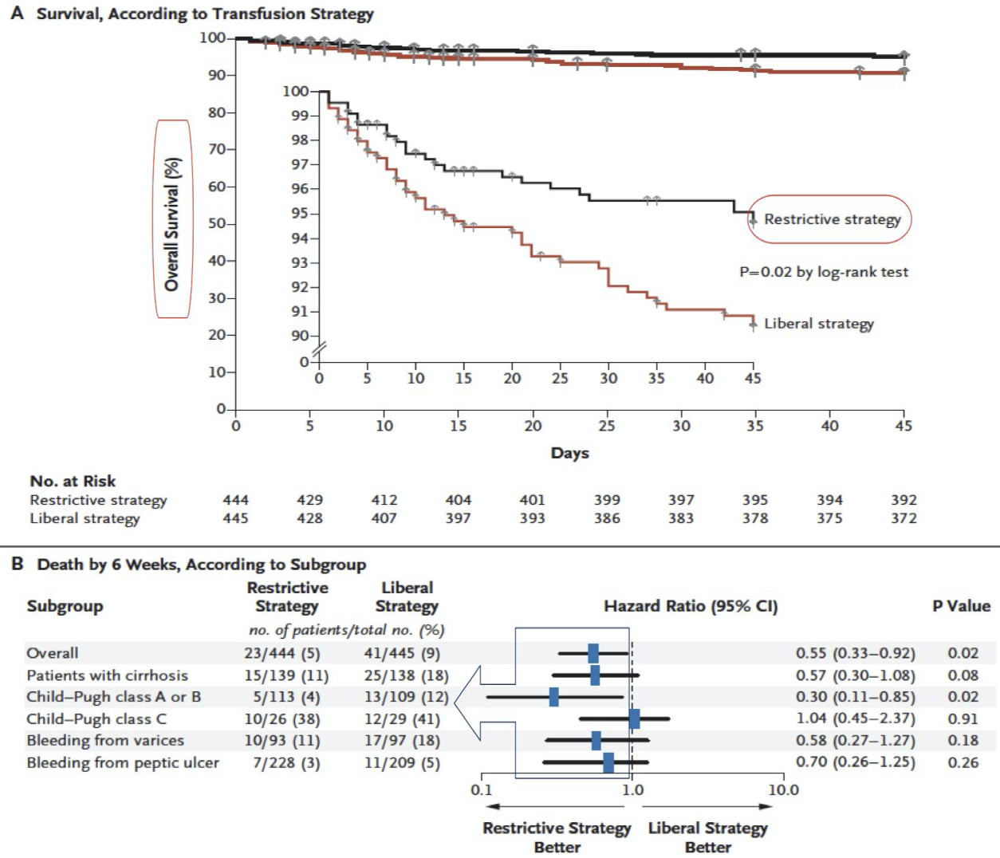 A Survival, According to Transfusion Strategy
100
90
80
70
60
50
40
30
20
10
0
Overall Survival (%)
100
99
98
97
96
95
94
93
92
91
90
0
0 5 10 15 20 25 30 35 40 45
Restrictive strategy
P=0.02 by log-rank test
Liberal strategy
0 5 10 15 20 25 30 35 40 45
Days
No. at Risk
Restrictive strategy 444 429 412 404 401 399 397 395 394 392
Liberal strategy 445 428 407 397 393 386 383 378 375 372
B Death by 6 Weeks, According to Subgroup
Subgroup Restrictive Strategy Liberal Strategy Hazard Ratio (95% CI) P Value
no. of patients/total no. (%)
Overall 23/444 (5) 41/445 (9) 0.55 (0.33–0.92) 0.02
Patients with cirrhosis 15/139 (11) 25/138 (18) 0.57 (0.30–1.08) 0.08
Child–Pugh class A or B 5/113 (4) 13/109 (12) 0.30 (0.11–0.85) 0.02
Child–Pugh class C 10/26 (38) 12/29 (41) 1.04 (0.45–2.37) 0.91
Bleeding from varices 10/93 (11) 17/97 (18) 0.58 (0.27–1.27) 0.18
Bleeding from peptic ulcer 7/228 (3) 11/209 (5) 0.70 (0.26–1.25) 0.26
0.1 1.0 10.0
Restrictive Strategy Better
Liberal Strategy Better